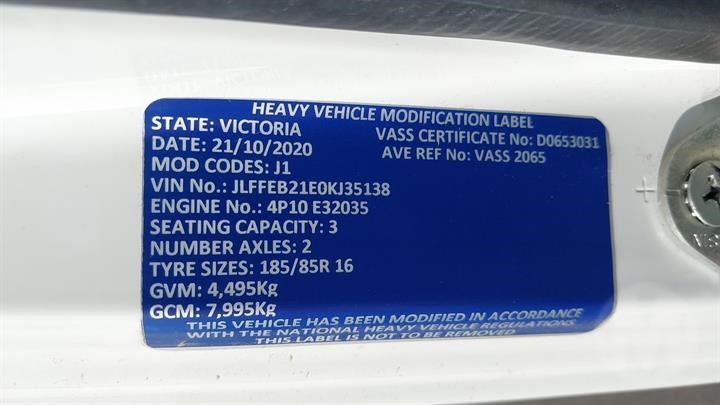 HEAVY VEHICLE MODIFICATION LABEL
STATE: VICTORIA
VASS CERTIFICATE No: D0653031
DATE: 21/10/2020
AVE REF No: VASS 2065
MOD CODES: J1
VIN No.: JLFFEB21E0KJ35138
ENGINE No.: 4P10 E32035
SEATING CAPACITY: 3
NUMBER AXLES: 2
TYRE SIZES: 185/85R 16
GVM: 4,495Kg
GCM: 7,995Kg
THIS VEHICLE HAS BEEN MODIFIED IN ACCORDANCE
WITH THE NATIONAL HEAVY VEHICLE REGULATIONS.
THIS LABEL IS NOT TO BE REMOVED